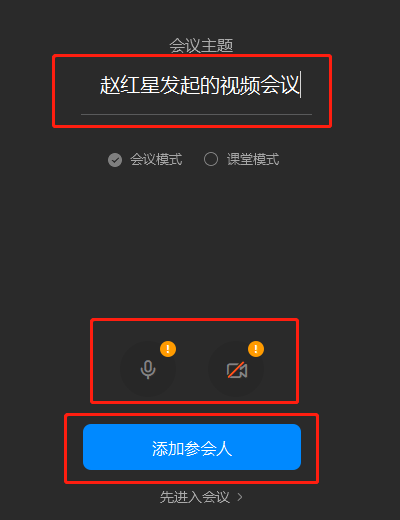 会议主题
赵红星发起的视频会议
会议模式 课堂模式
添加参会人
先进入会议 >